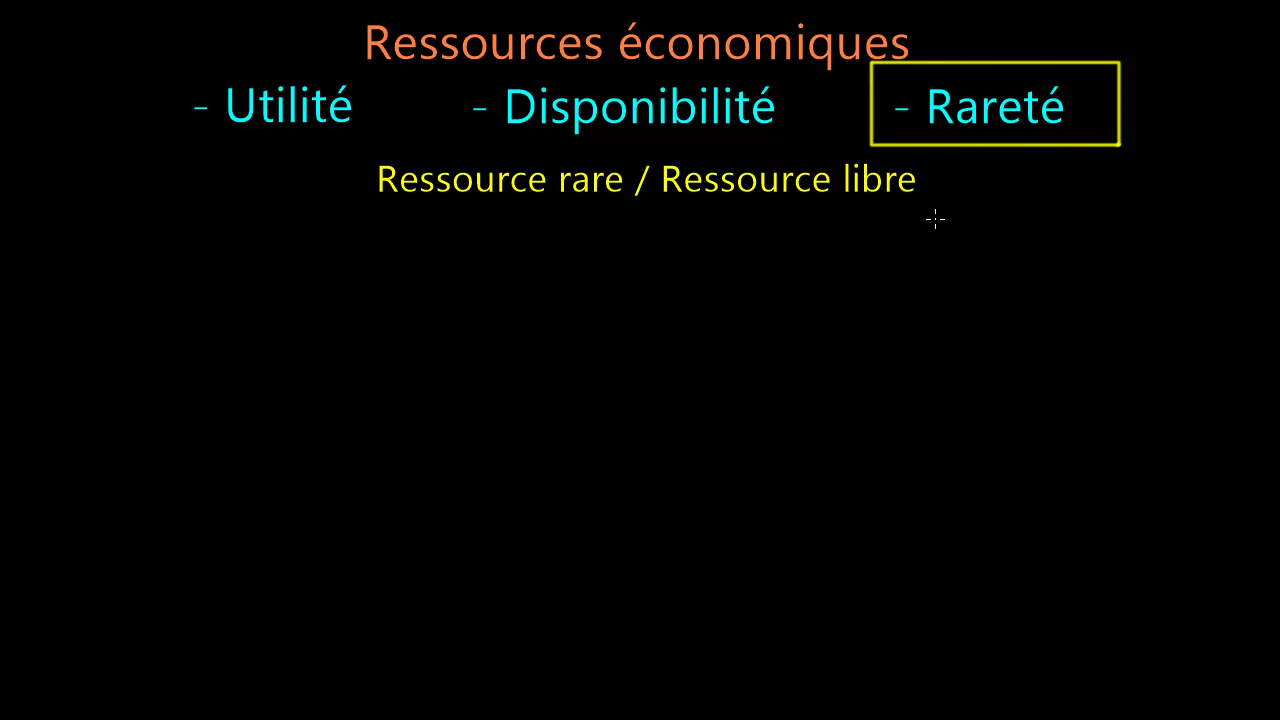 Ressources économiques
- Utilité - Disponibilité - Rareté
Ressource rare / Ressource libre